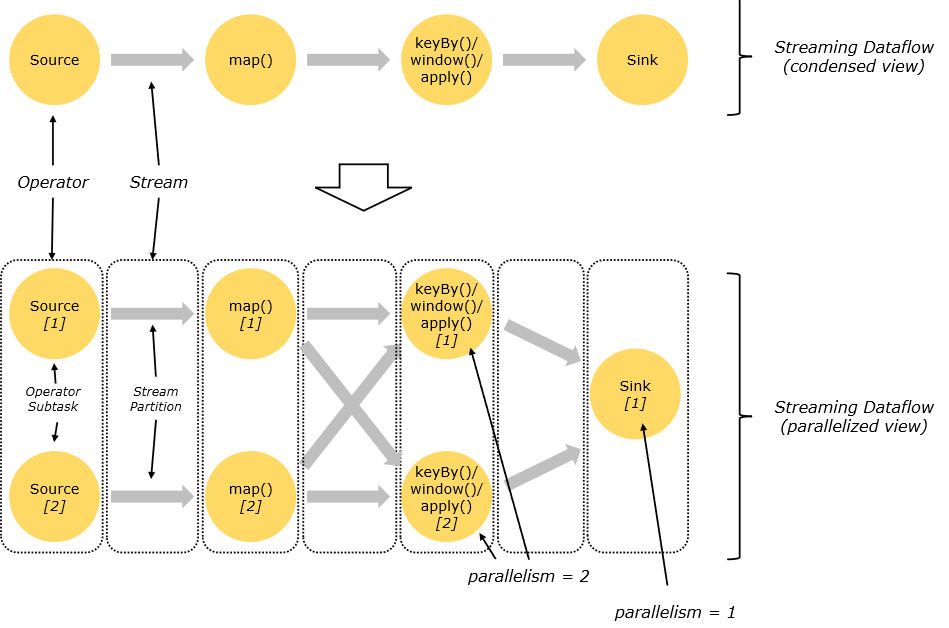 Source
map()
keyBy()/
window()/
apply()
Sink
Streaming Dataflow
(condensed view)
Operator
Stream
Source
[1]
map()
[1]
keyBy()/
window()/
apply()
[1]
Operator
Subtask
Stream
Partition
Sink
[1]
Streaming Dataflow
(parallelized view)
Source
[2]
map()
[2]
keyBy()/
window()/
apply()
[2]
parallelism = 2
parallelism = 1